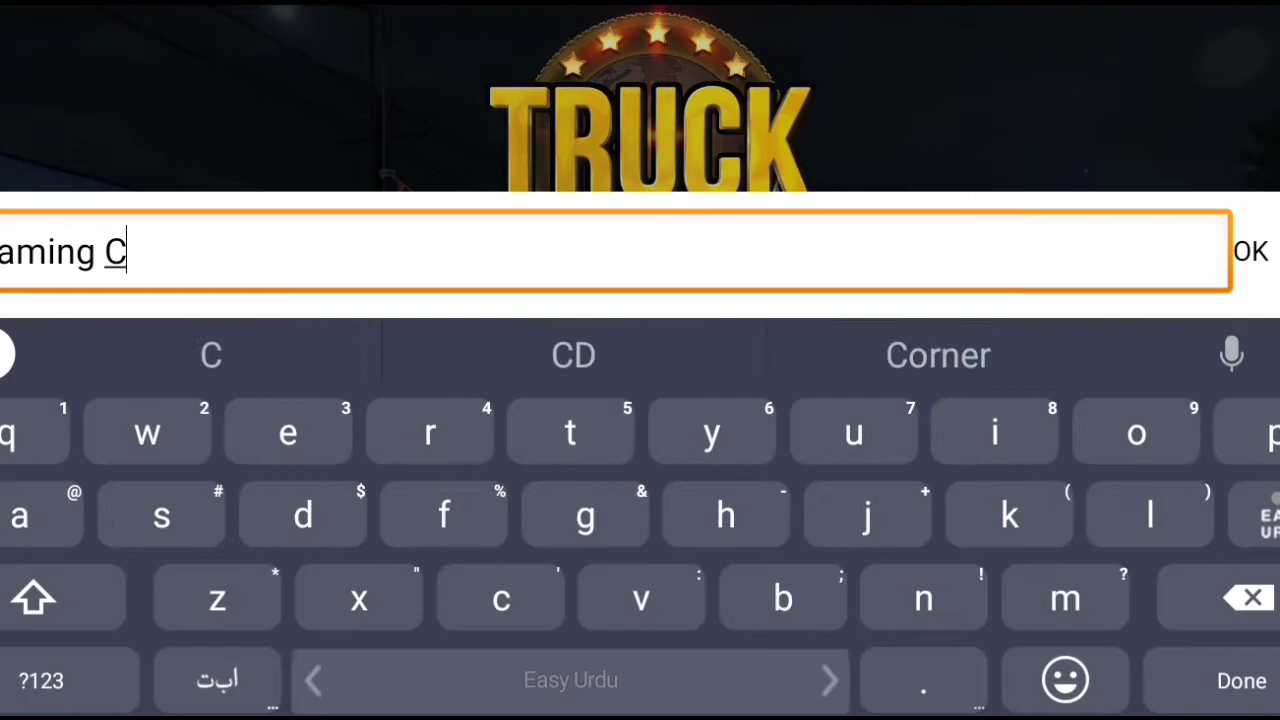 TRUCK
aming C
OK
C CD Corner
q 1 w 2 e 3 r 4 t 5 y 6 u 7 i 8 o 9 p
a @ s # d $ f % g & h - j + k ( l )
z * x " c ' v : b ; n ! m ?
?123 ابت ... Easy Urdu . ... Done